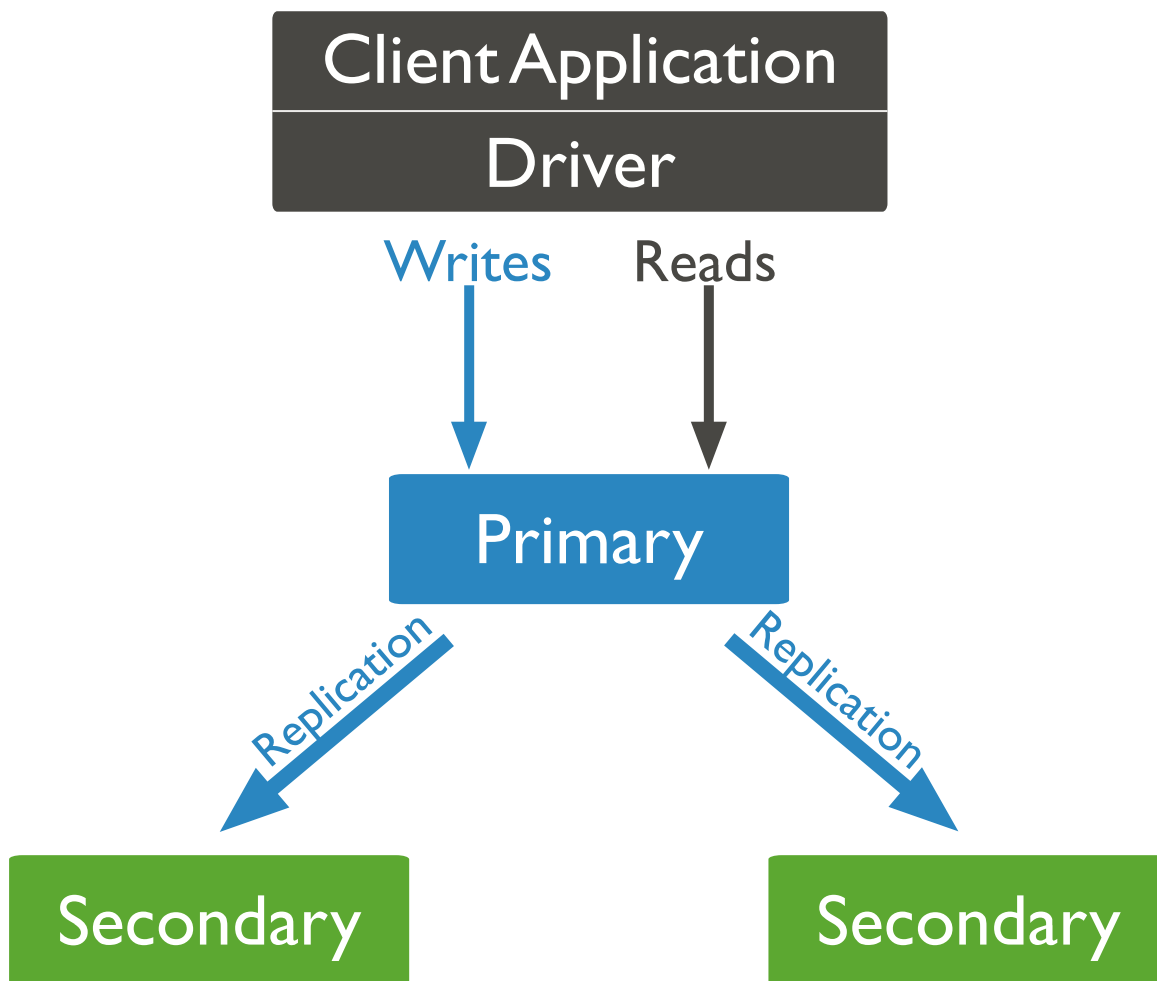 Client Application
Driver
Writes
Reads
Primary
Replication
Replication
Secondary
Secondary